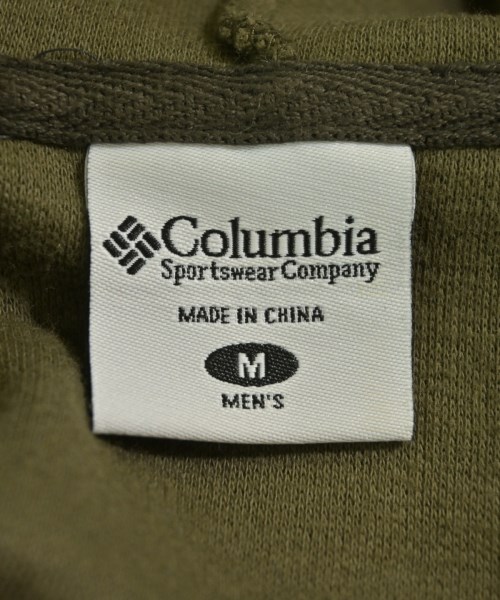 Columbia
Sportswear Company
MADE IN CHINA
M
MEN'S